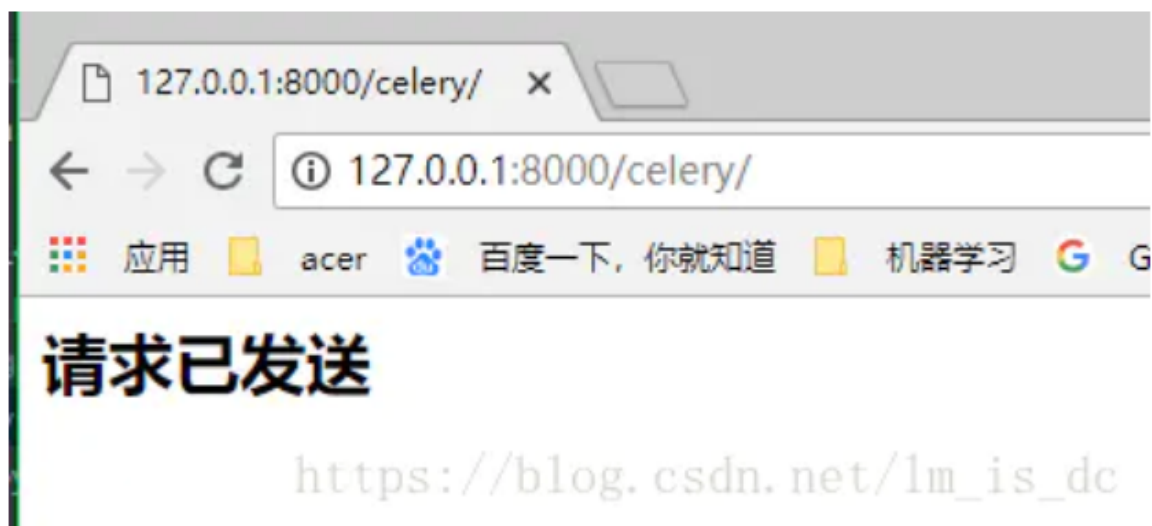 127.0.0.1:8000/celery/
127.0.0.1:8000/celery/
应用 acer 百度一下，你就知道 机器学习 G
请求已发送
https://blog.csdn.net/lm_is_dc